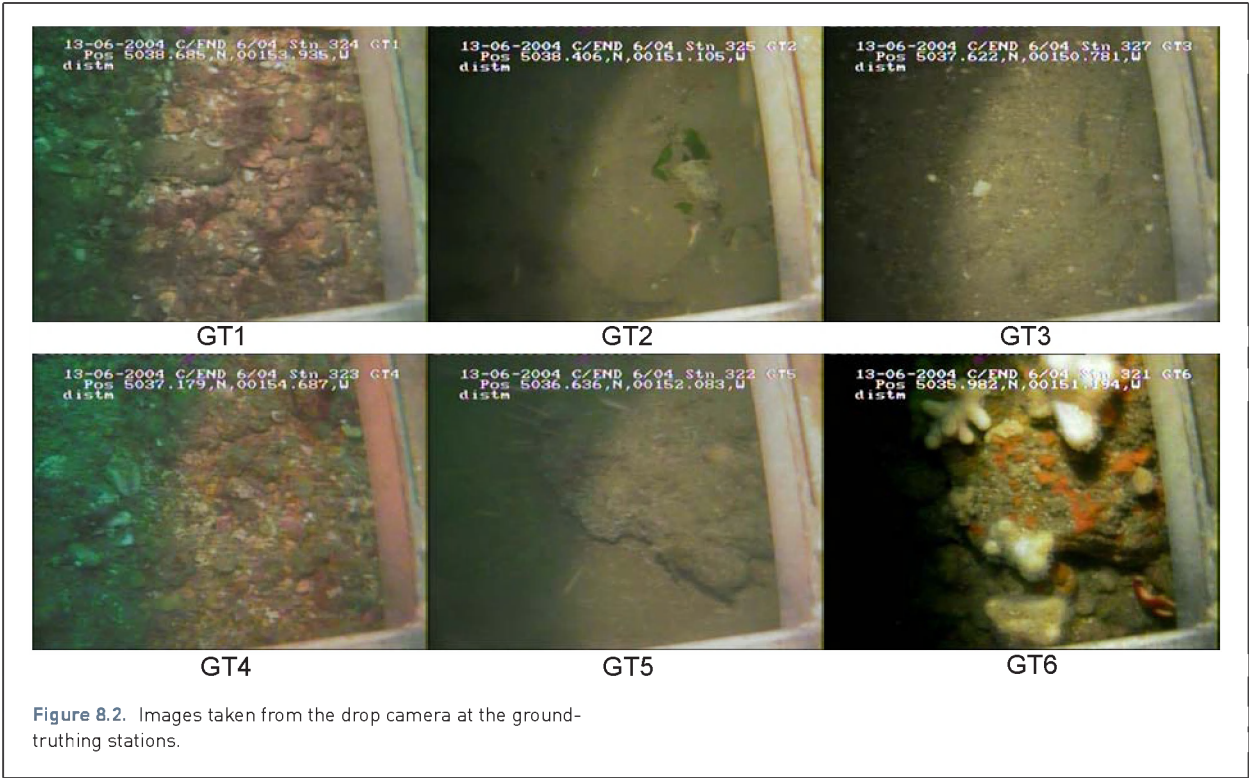 13-06-2004 C/END 6/04 Stn 324 GT1
Pos 5038.685,N,00153.935,W
distm
13-06-2004 C/END 6/04 Stn 325 GT2
Pos 5038.406,N,00151.105,W
distm
13-06-2004 C/END 6/04 Stn 327 GT3
Pos 5037.622,N,00150.781,W
distm
GT1
GT2
GT3
13-06-2004 C/END 6/04 Stn 323 GT4
Pos 5037.179,N,00154.687,W
distm
13-06-2004 C/END 6/04 Stn 322 GT5
Pos 5036.636,N,00152.083,W
distm
13-06-2004 C/END 6/04 Stn 321 GT6
Pos 5035.982,N,00151.194,W
distm
GT4
GT5
GT6
Figure 8.2. Images taken from the drop camera at the ground-
truthing stations.